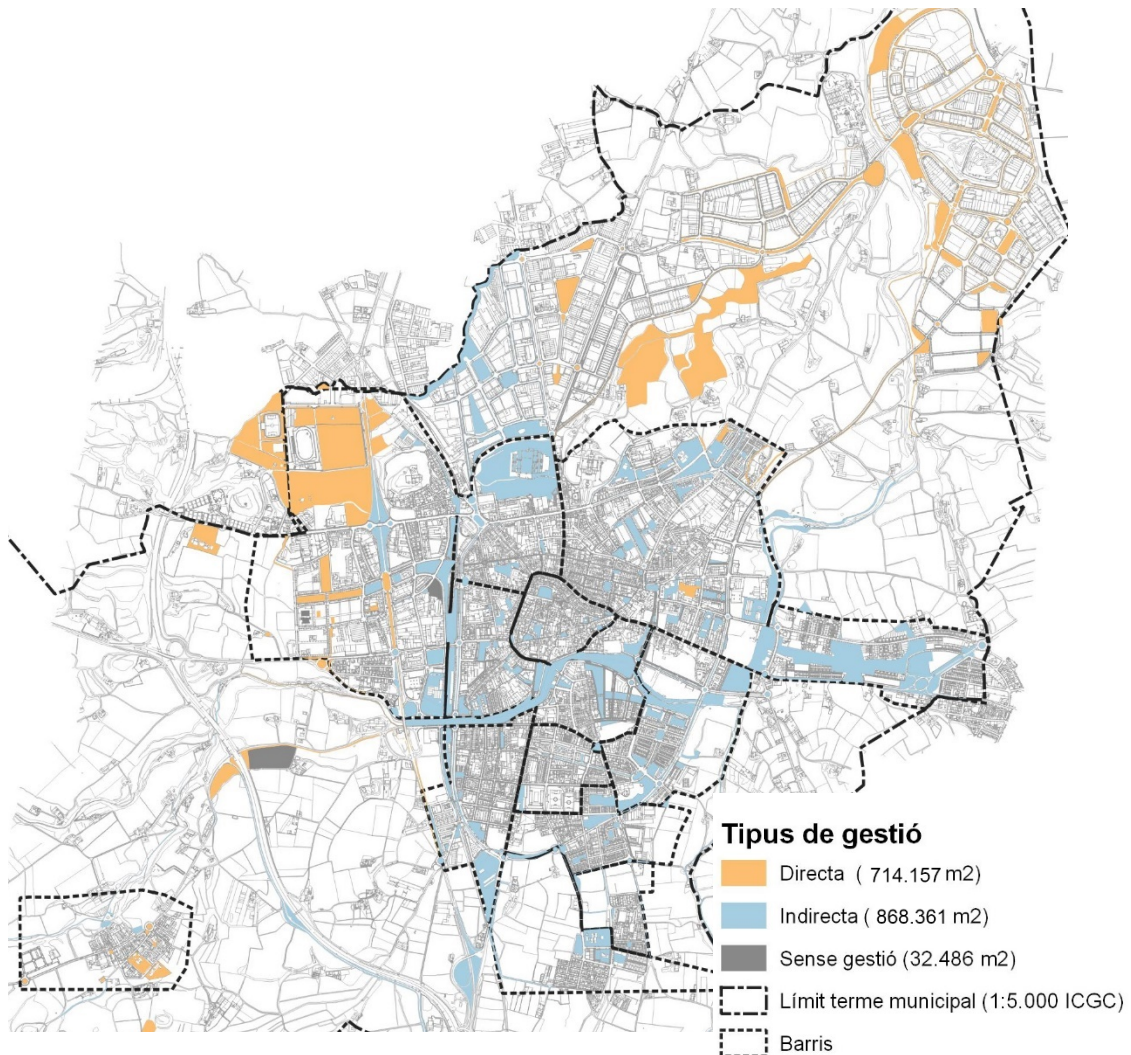 Tipus de gestió
Directa ( 714.157 m2)
Indirecta ( 868.361 m2)
Sense gestió (32.486 m2)
Límit terme municipal (1:5.000 ICGC)
Barris